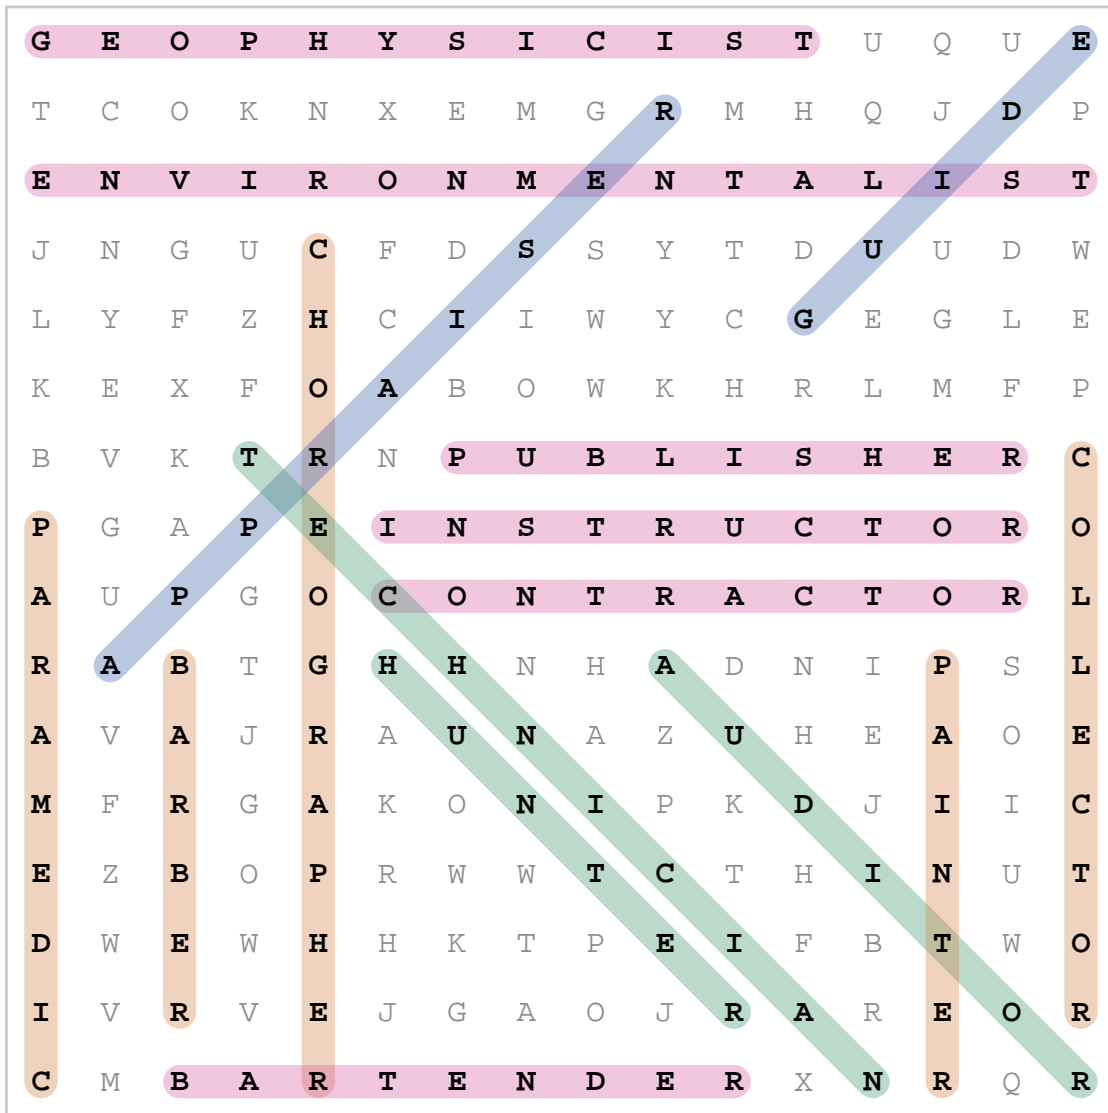 G E O P H Y S I C I S T U Q U E
T C O K N X E M G R M H Q J D P
E N V I R O N M E N T A L I S T
J N G U C F D S S Y T D U U D W
L Y F Z H C I I W Y C G E G L E
K E X F O A B O W K H R L M F P
B V K T R N P U B L I S H E R C
P G A P E I N S T R U C T O R O
A U P G O C O N T R A C T O R L
R A B T G H H N H A D N I P S L
A V A J R A U N A Z U H E A O E
M F R G A K O N I P K D J I I C
E Z B O P R W W T C T H I N U T
D W E W H H K T P E I F B T W O
I V R V E J G A O J R A R E O R
C M B A R T E N D E R X N R Q R